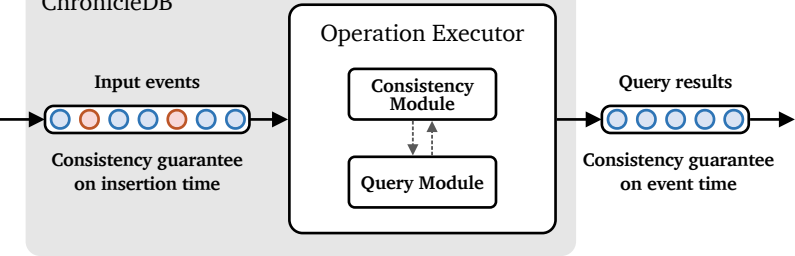 ChronicleDB
Operation Executor
Input events
Consistency
Module
Query results
Consistency guarantee
on insertion time
Query Module
Consistency guarantee
on event time